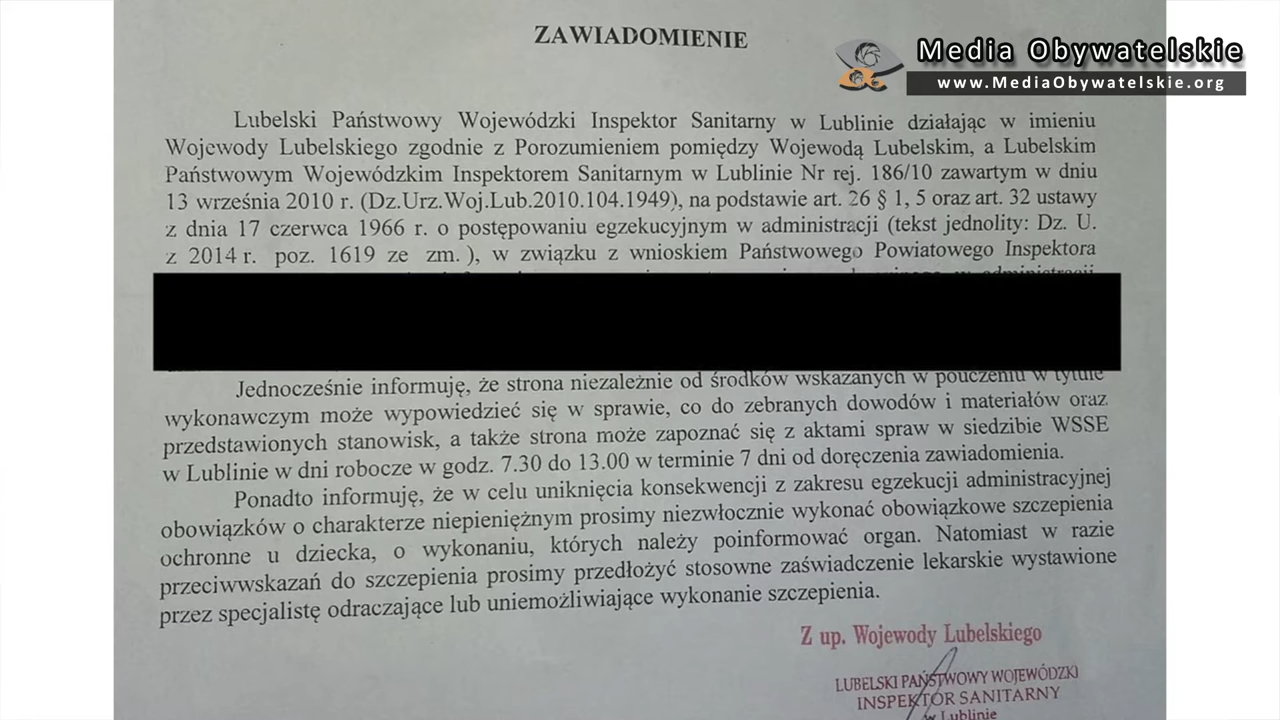 ZAWIADOMIENIE
Media Obywatelskie
www.MediaObywatelskie.org
Lubelski Państwowy Wojewódzki Inspektor Sanitarny w Lublinie działając w imieniu
Wojewody Lubelskiego zgodnie z Porozumieniem pomiędzy Wojewodą Lubelskim, a Lubelskim
Państwowym Wojewódzkim Inspektorem Sanitarnym w Lublinie Nr rej. 186/10 zawartym w dniu
13 września 2010 r. (Dz.Urz.Woj.Lub.2010.104.1949), na podstawie art. 26 § 1, 5 oraz art. 32 ustawy
z dnia 17 czerwca 1966 r. o postępowaniu egzekucyjnym w administracji (tekst jednolity: Dz. U.
z 2014 r. poz. 1619 ze zm. ), w związku z wnioskiem Państwowego Powiatowego Inspektora
w administracji
Jednocześnie informuję, że strona niezależnie od środków wskazanych w pouczeniu w tytule
wykonawczym może wypowiedzieć się w sprawie, co do zebranych dowodów i materiałów oraz
przedstawionych stanowisk, a także strona może zapoznać się z aktami spraw w siedzibie WSSE
w Lublinie w dni robocze w godz. 7.30 do 13.00 w terminie 7 dni od doręczenia zawiadomienia.
Ponadto informuję, że w celu uniknięcia konsekwencji z zakresu egzekucji administracyjnej
obowiązków o charakterze niepieniężnym prosimy niezwłocznie wykonać obowiązkowe szczepienia
ochronne u dziecka, o wykonaniu, których należy poinformować organ. Natomiast w razie
przeciwwskazań do szczepienia prosimy przedłożyć stosowne zaświadczenie lekarskie wystawione
przez specjalistę odraczające lub uniemożliwiające wykonanie szczepienia.
Z up. Wojewody Lubelskiego
LUBELSKI PAŃSTWOWY WOJEWÓDZKI
INSPEKTOR SANITARNY
w Lublinie